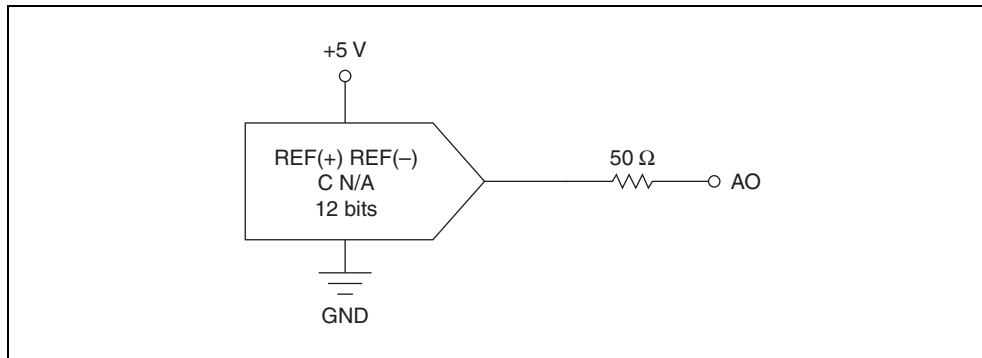 +5 V
REF(+) REF(–)
C N/A
12 bits
50 Ω
AO
GND